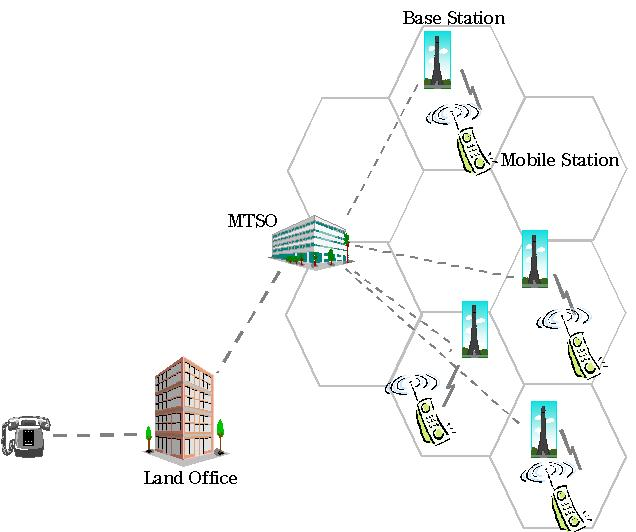 Base Station
Mobile Station
MTSO
Land Office